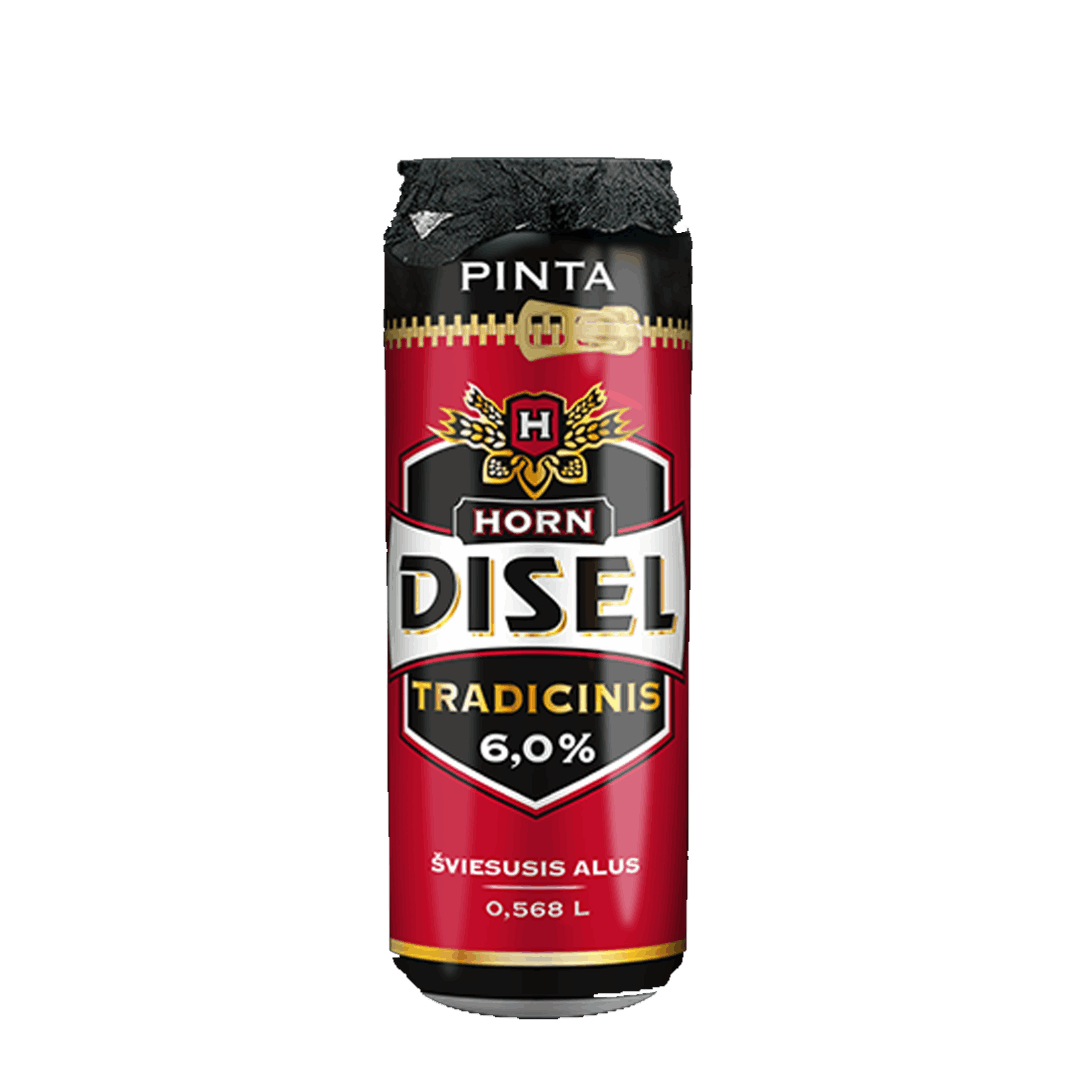 PINTA
H
H
HORN
DISEL
TRADICINIS
6,0%
ŠVIESUSIS ALUS
0,568 L